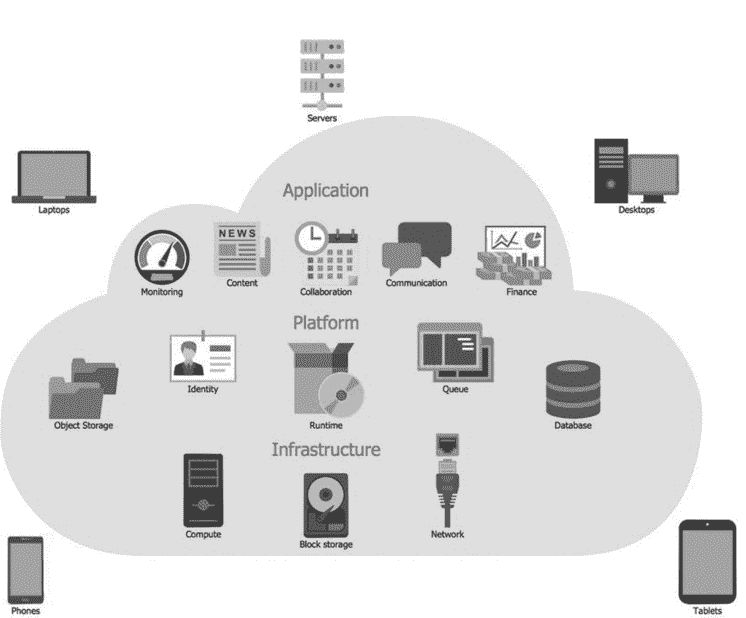 Servers
Laptops
Desktops
Application
NEWS
Monitoring
Content
Collaboration
Communication
Finance
Platform
Identity
Queue
Object Storage
Runtime
Database
Infrastructure
Compute
Block storage
Network
Phones
Tablets